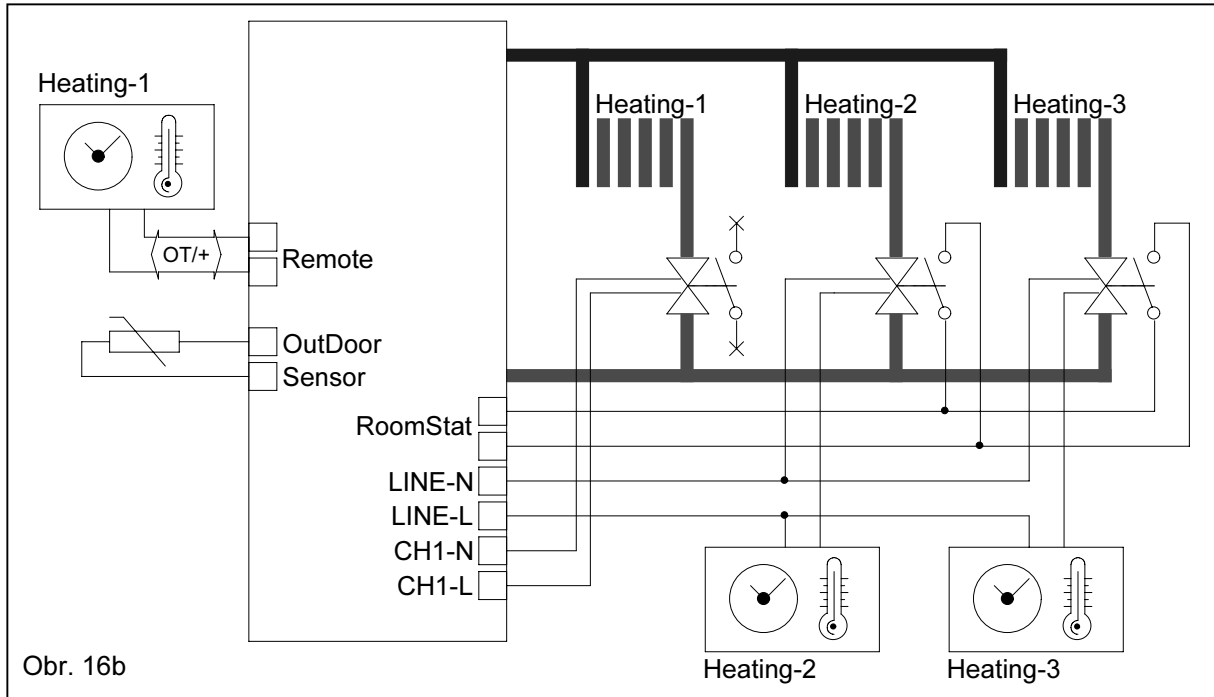 Heating-1
Heating-1
Heating-2
Heating-3
OT/+
Remote
OutDoor
Sensor
RoomStat
LINE-N
LINE-L
CH1-N
CH1-L
Heating-2
Heating-3
Obr. 16b